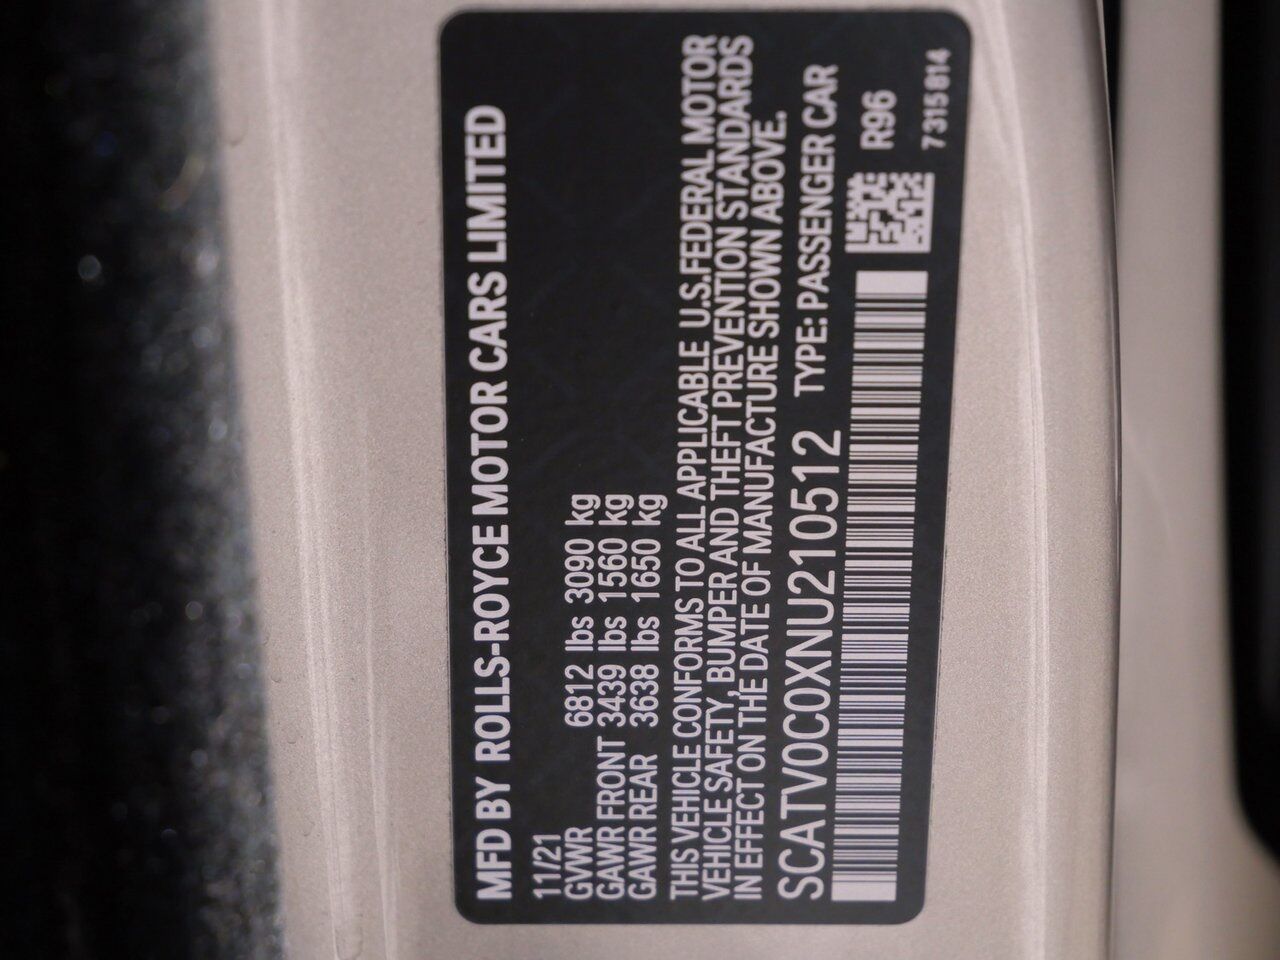 MFD BY ROLLS-ROYCE MOTOR CARS LIMITED
11/21
GVWR 6812 lbs 3090 kg
GAWR FRONT 3439 lbs 1560 kg
GAWR REAR 3638 lbs 1650 kg
THIS VEHICLE CONFORMS TO ALL APPLICABLE U.S.FEDERAL MOTOR
VEHICLE SAFETY, BUMPER AND THEFT PREVENTION STANDARDS
IN EFFECT ON THE DATE OF MANUFACTURE SHOWN ABOVE.
SCATV0C0XNU210512 TYPE: PASSENGER CAR
R96
7 315 814